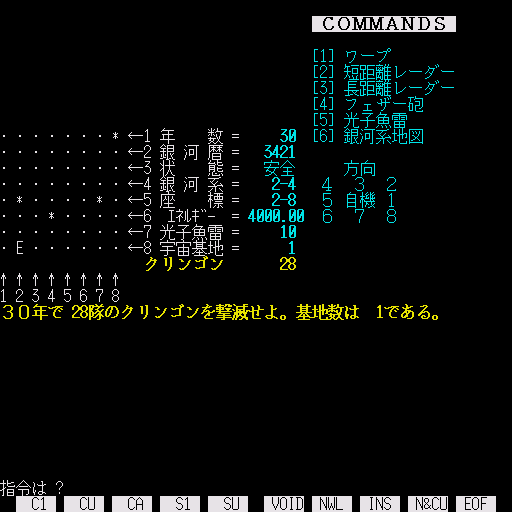 COMMANDS
[1] ワープ
[2] 短距離レーダー
[3] 長距離レーダー
[4] フェザー砲
[5] 光子魚雷
[6] 銀河系地図
方向
4 3 2
5 自機 1
6 7 8
· · · · · · · * ←1 年 数 = 30
· · · · · · · · ←2 銀 河 暦 = 3421
· · · · · · · · ←3 状 態 = 安全
· · · · · · · · ←4 銀 河 系 = 2-4
· * · · · · * · ←5 座 標 = 2-8
· · · * · · · · ←6 エネルギー = 4000.00
· · · · · · · · ←7 光子魚雷 = 10
· E · · · · · · ←8 宇宙基地 = 1
クリンゴン 28
↑ ↑ ↑ ↑ ↑ ↑ ↑ ↑
1 2 3 4 5 6 7 8
30年で 28隊のクリンゴンを撃滅せよ。基地数は 1である。
指令は ?
C1 CU CA S1 SU VOID NWL INS N&CU EOF